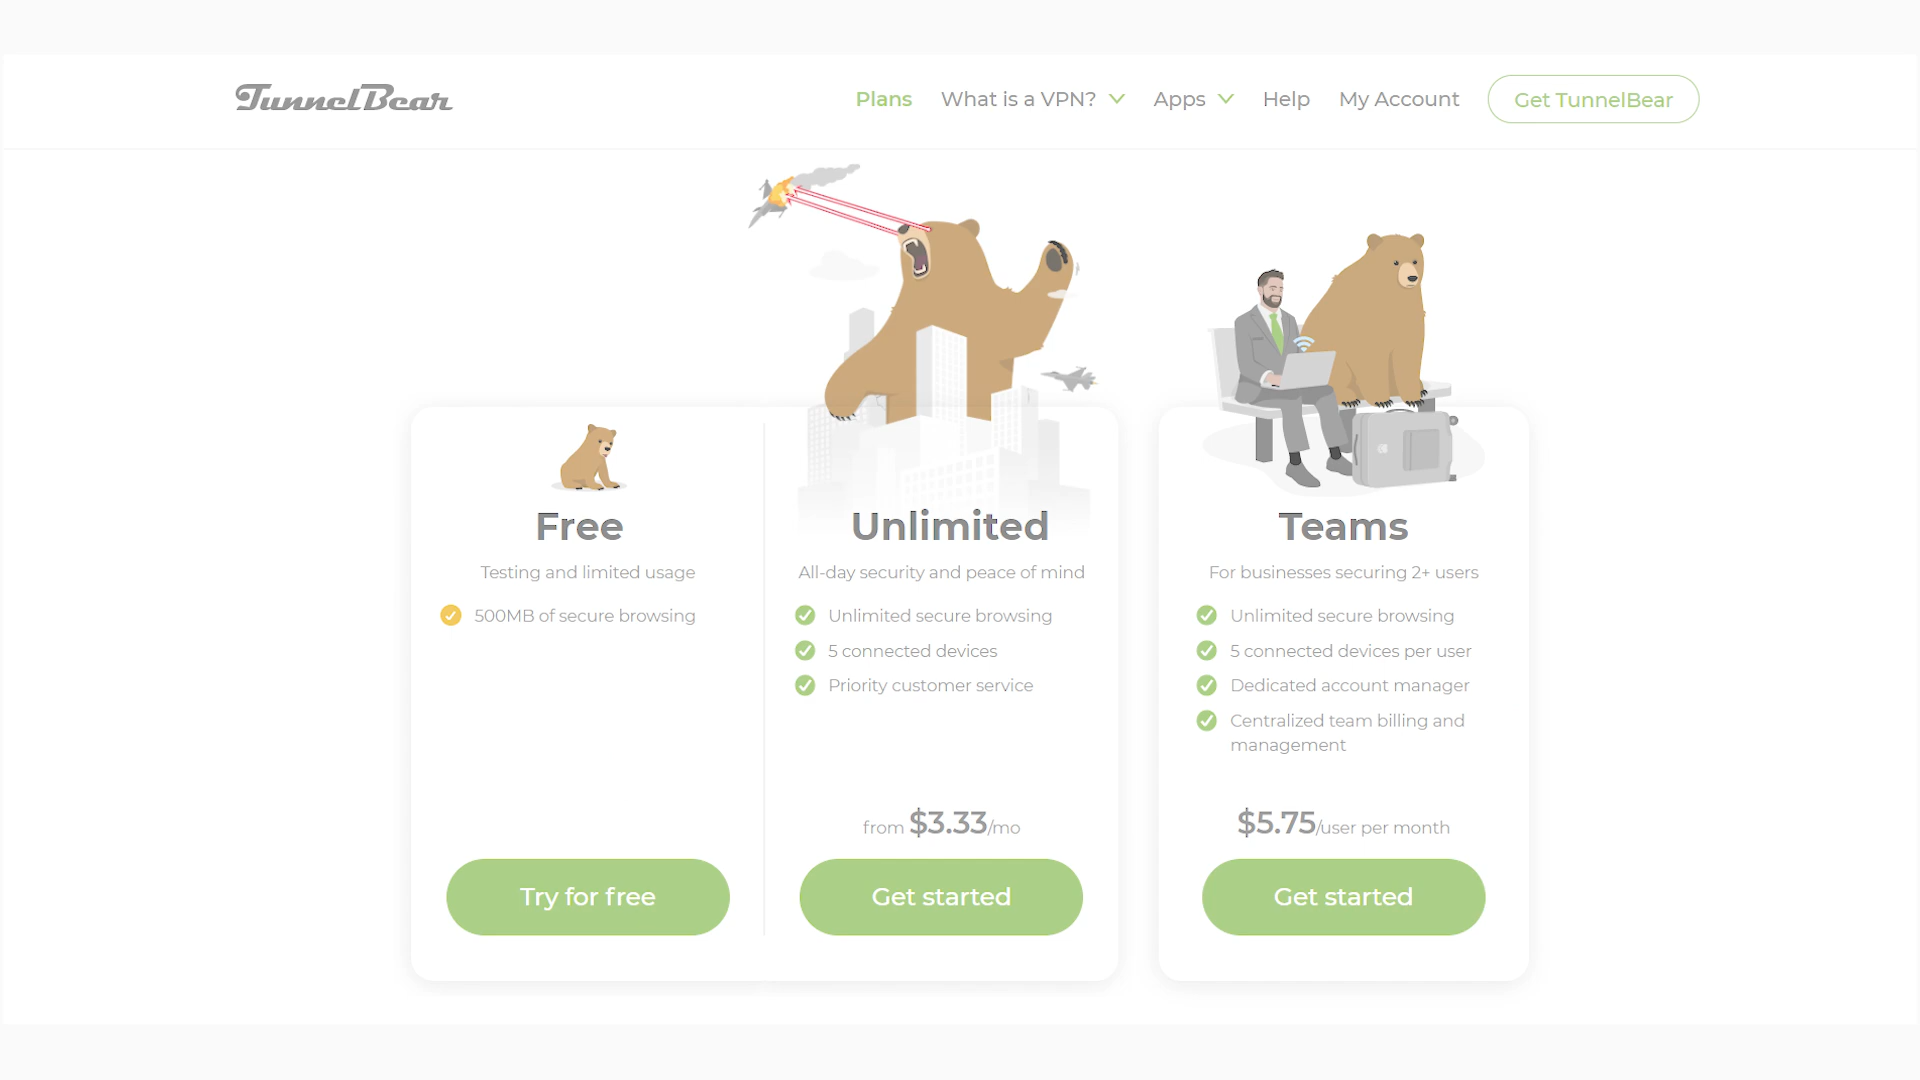 TunnelBear
Plans
What is a VPN?
Apps
Help
My Account
Get TunnelBear
Free
Testing and limited usage
500MB of secure browsing
Try for free
Unlimited
All-day security and peace of mind
Unlimited secure browsing
5 connected devices
Priority customer service
from $3.33/mo
Get started
Teams
For businesses securing 2+ users
Unlimited secure browsing
5 connected devices per user
Dedicated account manager
Centralized team billing and
management
$5.75/user per month
Get started